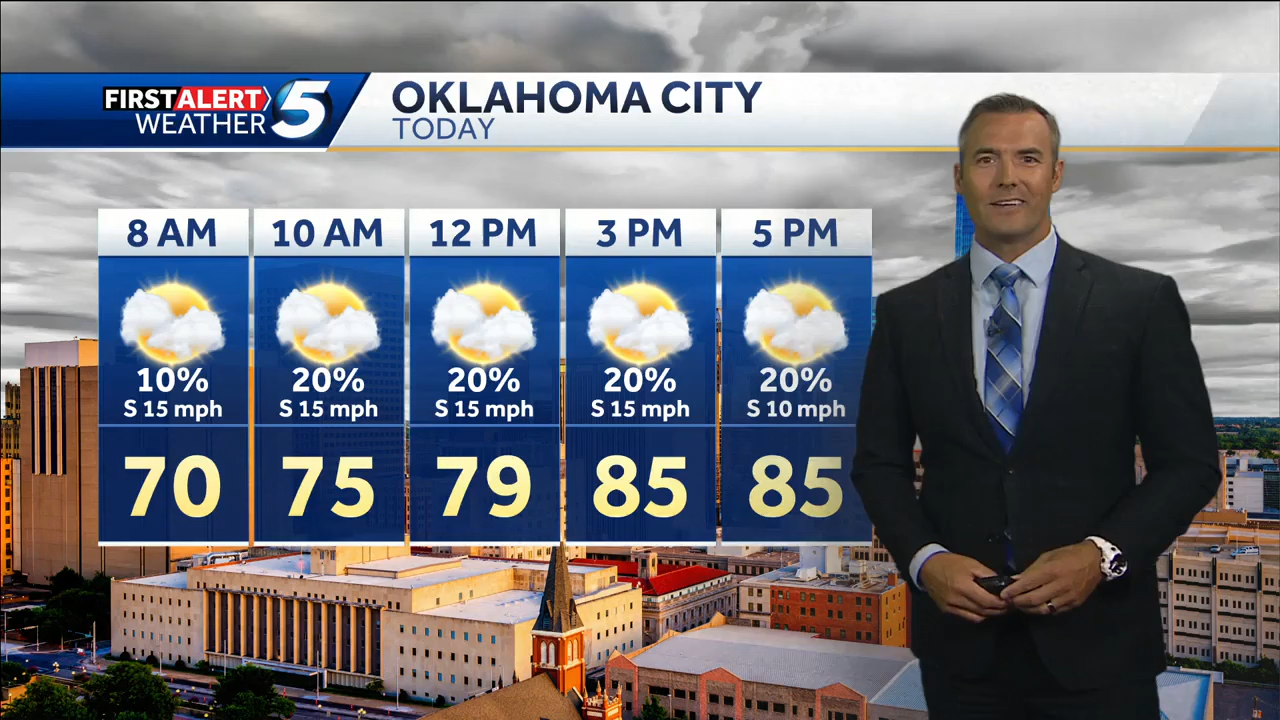 FIRST ALERT 5
WEATHER
OKLAHOMA CITY
TODAY
8 AM 10 AM 12 PM 3 PM 5 PM
10% 20% 20% 20% 20%
S 15 mph S 15 mph S 15 mph S 15 mph S 10 mph
70 75 79 85 85